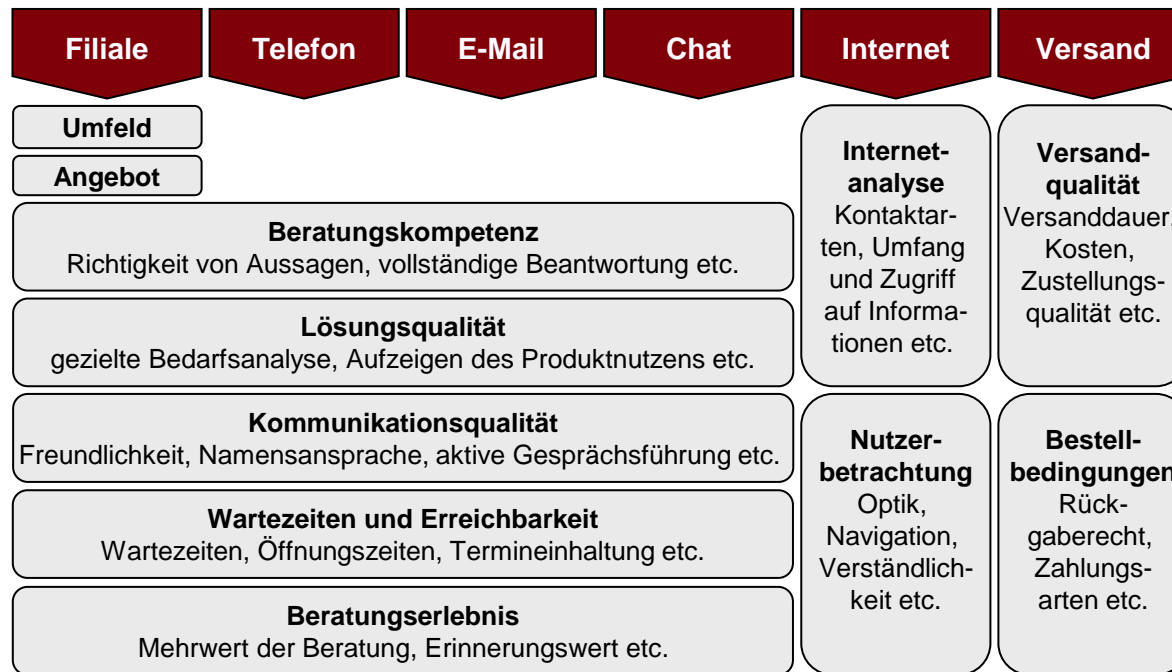 Filiale
Telefon
E-Mail
Chat
Internet
Versand
Umfeld
Angebot
Beratungskompetenz
Richtigkeit von Aussagen, vollständige Beantwortung etc.
Lösungsqualität
gezielte Bedarfsanalyse, Aufzeigen des Produktnutzens etc.
Kommunikationsqualität
Freundlichkeit, Namensansprache, aktive Gesprächsführung etc.
Wartezeiten und Erreichbarkeit
Wartezeiten, Öffnungszeiten, Termineinhaltung etc.
Beratungserlebnis
Mehrwert der Beratung, Erinnerungswert etc.
Internet-
analyse
Kontaktar-
ten, Umfang
und Zugriff
auf Informa-
tionen etc.
Nutzer-
betrachtung
Optik,
Navigation,
Verständlich-
keit etc.
Versand-
qualität
Versanddauer,
Kosten,
Zustellungs-
qualität etc.
Bestell-
bedingungen
Rück-
gaberecht,
Zahlungs-
arten etc.